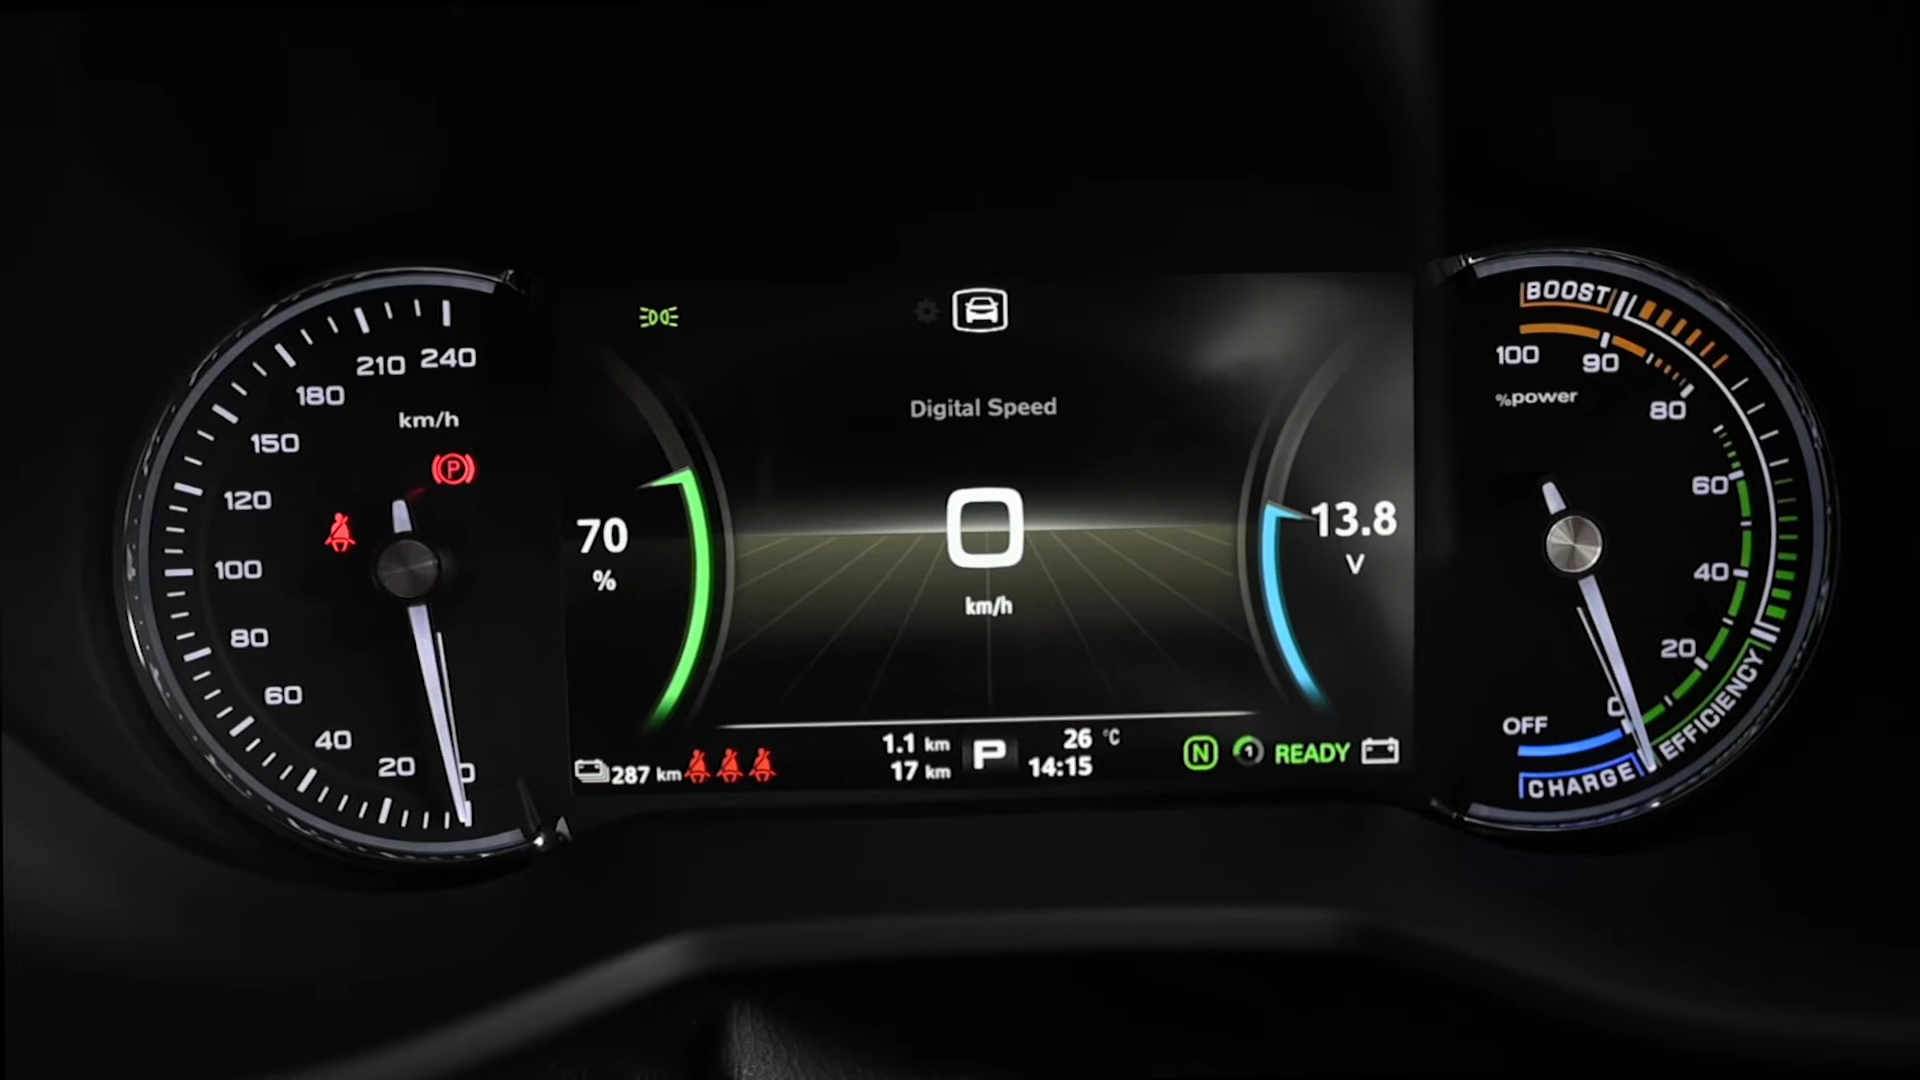 240
210
180
150
120
100
80
60
40
20
0
km/h
P
70
%
Digital Speed
0
km/h
13.8
V
287 km
1.1 km
17 km
P
26 °C
14:15
N
1
READY
BOOST
100
90
80
60
40
20
0
%power
OFF
CHARGE
EFFICIENCY